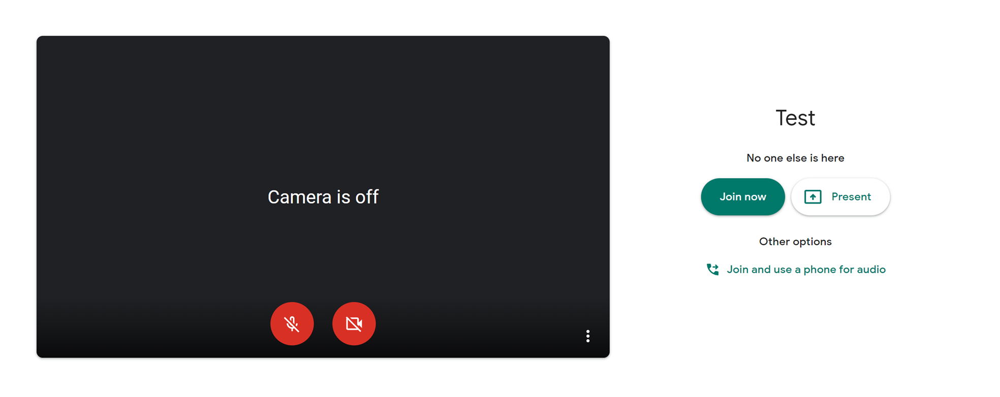 Camera is off
Test
No one else is here
Join now
Present
Other options
Join and use a phone for audio